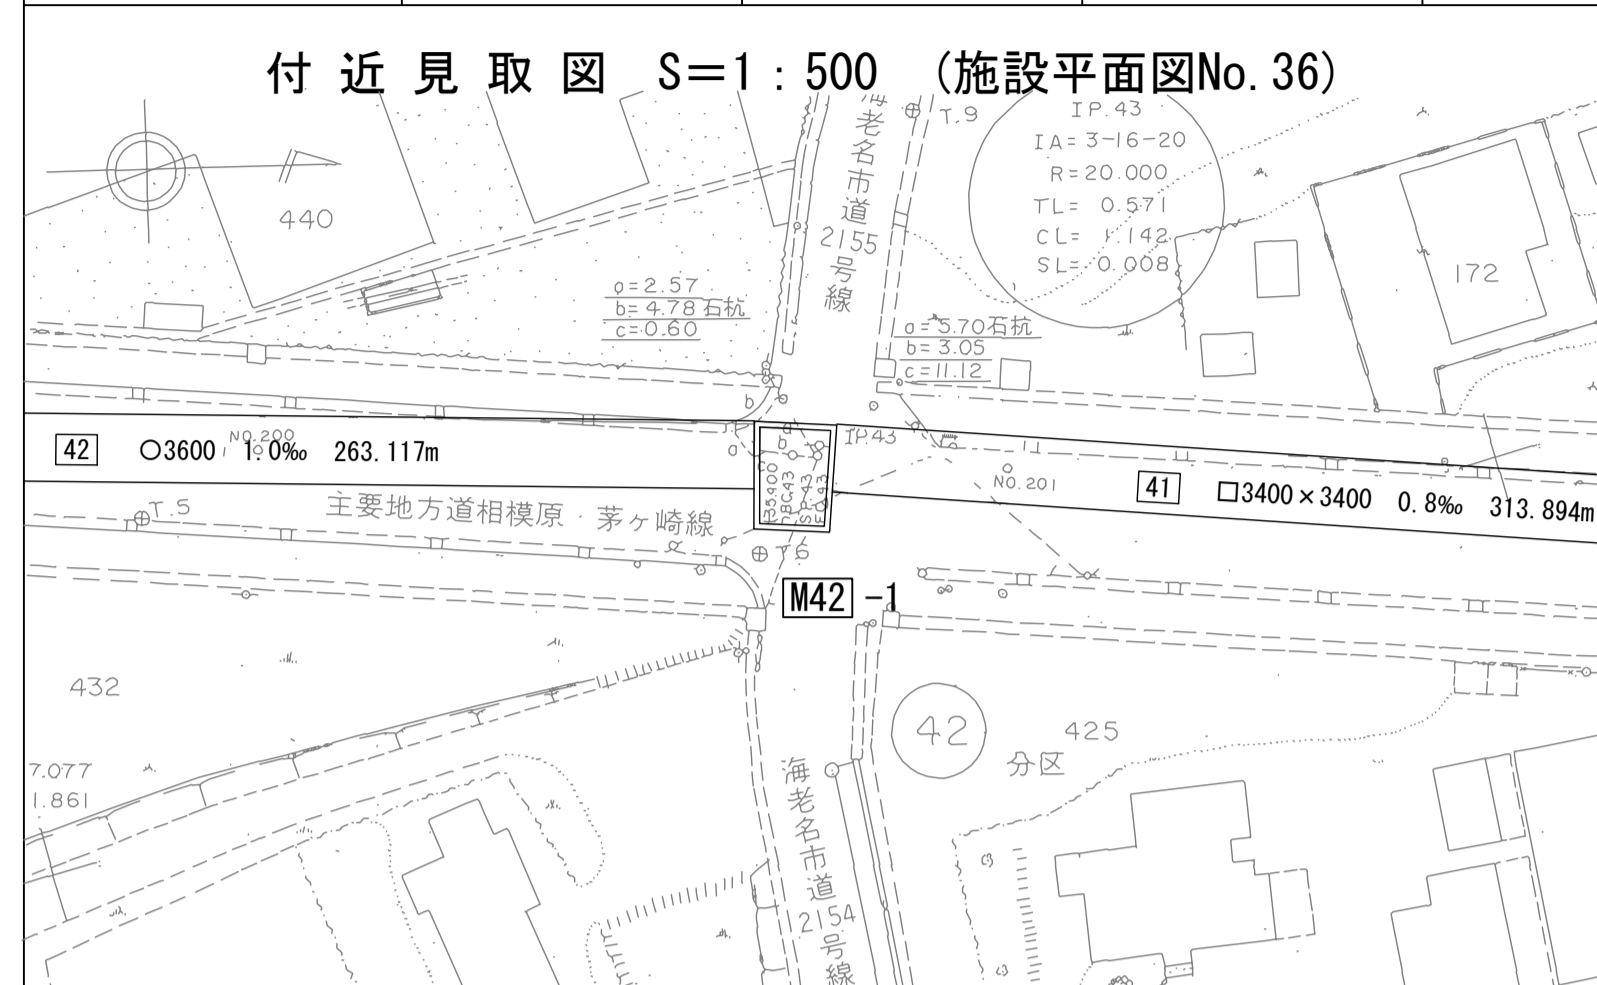 付近見取図　S＝1：500　(施設平面図No.36)
海老名市道2155号線
T.9
IP.43
IA=3-16-20
R=20.000
TL= 0.571
CL= 1.142
SL= 0.008
440
172
a=2.57
b=4.78石杭
c=0.60
a=5.70石杭
b=3.05
c=11.12
b
a
IP.43
NO.200
42　○3600　1.0‰　263.117m
NO.201
41　□3400×3400　0.8‰　313.894m
T.5
主要地方道相模原・茅ヶ崎線
T.6
M42-1
432
42
425
分区
7.077
1.861
海老名市道2154号線